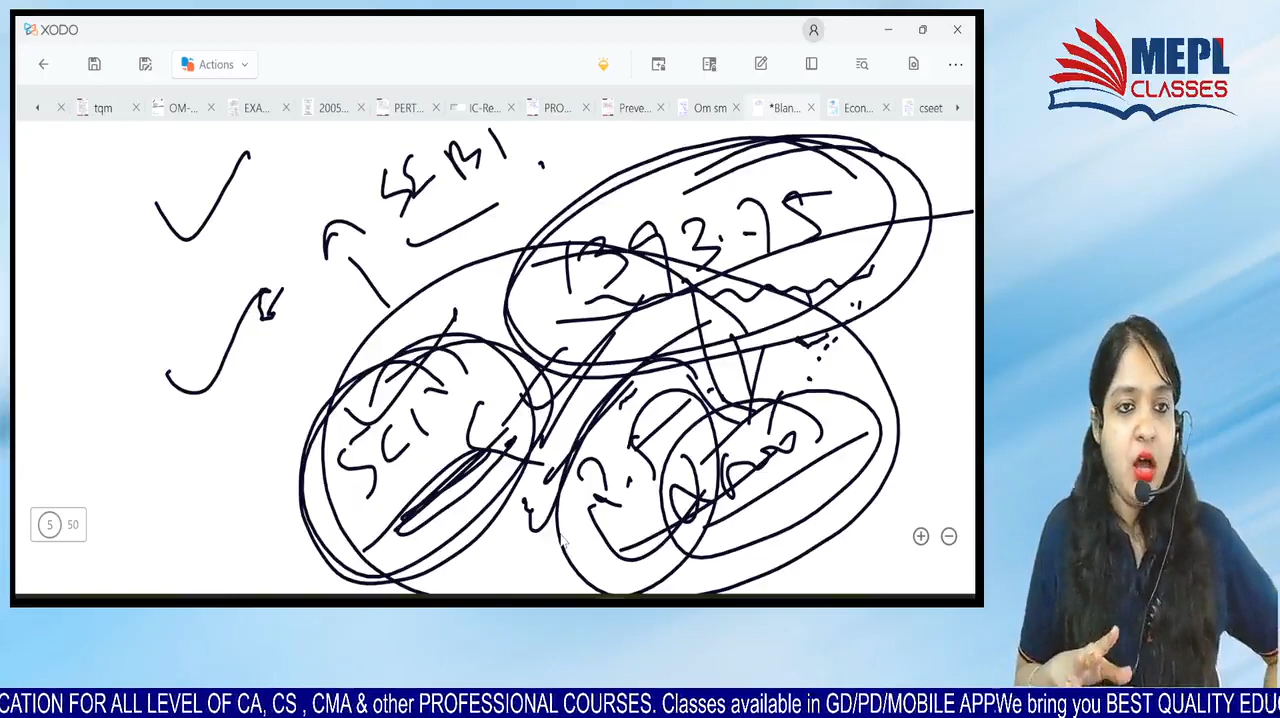 XODO
Actions
tqm
OM-...
EXA...
2005...
PERT...
IC-Re...
PRO...
Preve...
Om sm
*Blan...
Econ...
cseet
MEPL
CLASSES
SEBI
1393.75
5 50
CATION FOR ALL LEVEL OF CA, CS , CMA & other PROFESSIONAL COURSES. Classes available in GD/PD/MOBILE APPWe bring you BEST QUALITY EDU